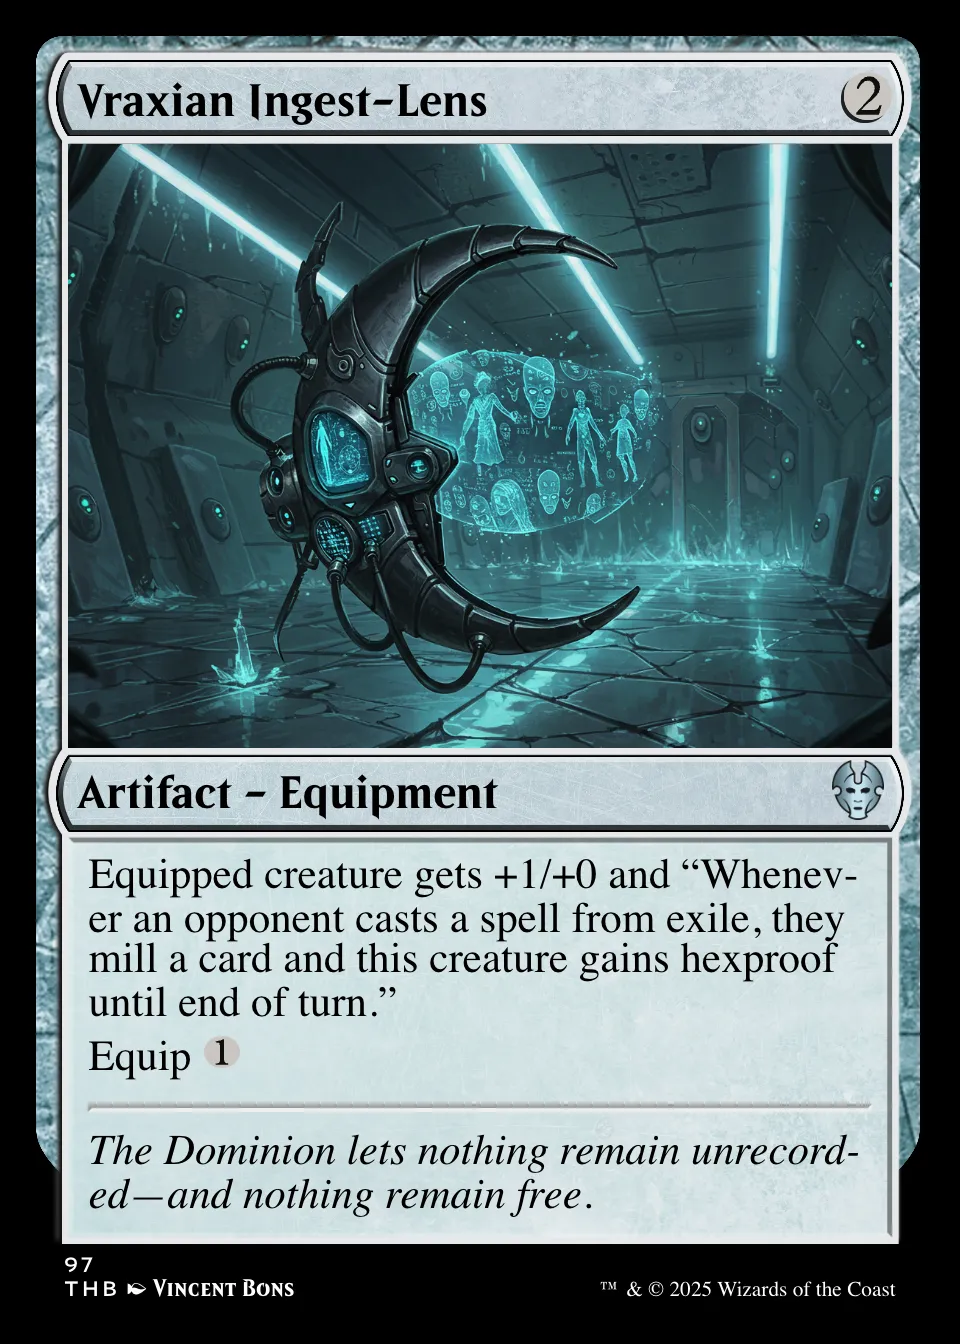 Vraxian Ingest-Lens
2
Artifact – Equipment
Equipped creature gets +1/+0 and “Whenev-
er an opponent casts a spell from exile, they
mill a card and this creature gains hexproof
until end of turn.”
Equip 1
The Dominion lets nothing remain unrecord-
ed—and nothing remain free.
97
THB VINCENT BONS
™ & © 2025 Wizards of the Coast